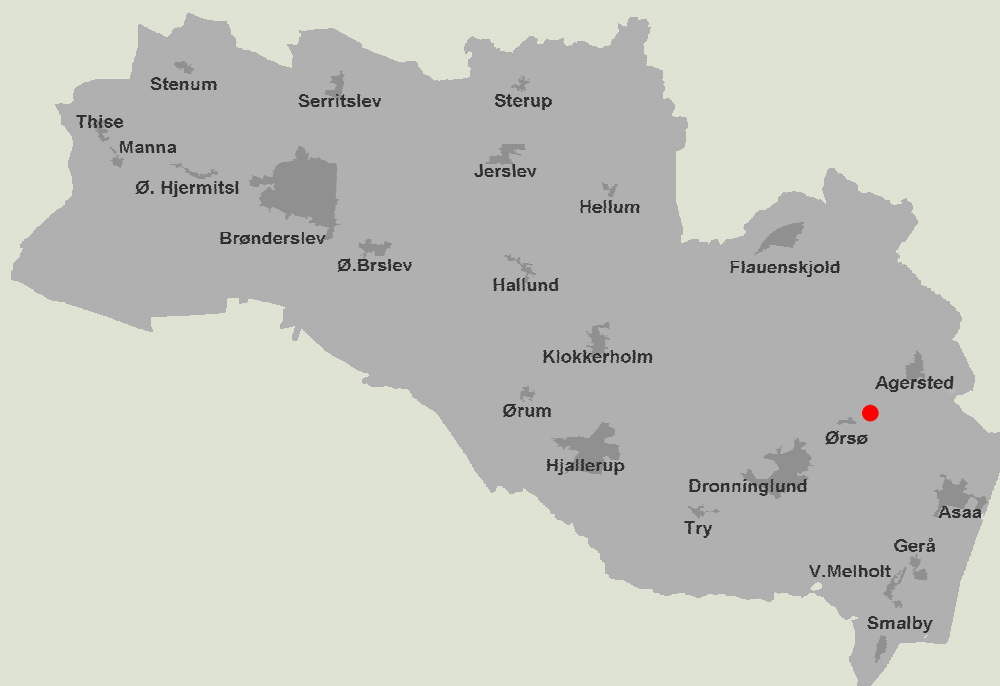 Stenum
Serritslev
Sterup
Thise
Manna
Jerslev
Ø. Hjermitsl
Hellum
Brønderslev
Ø.Brslev
Flauenskjold
Hallund
Klokkerholm
Agersted
Ørum
Ørsø
Hjallerup
Dronninglund
Asaa
Try
Gerå
V.Melholt
Smalby